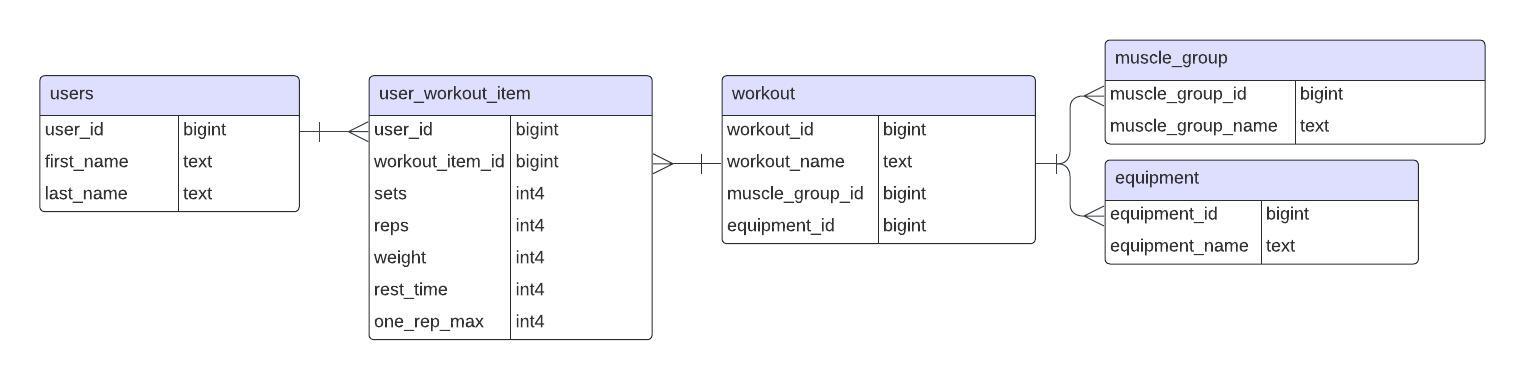 users
user_id bigint
first_name text
last_name text
user_workout_item
user_id bigint
workout_item_id bigint
sets int4
reps int4
weight int4
rest_time int4
one_rep_max int4
workout
workout_id bigint
workout_name text
muscle_group_id bigint
equipment_id bigint
muscle_group
muscle_group_id bigint
muscle_group_name text
equipment
equipment_id bigint
equipment_name text